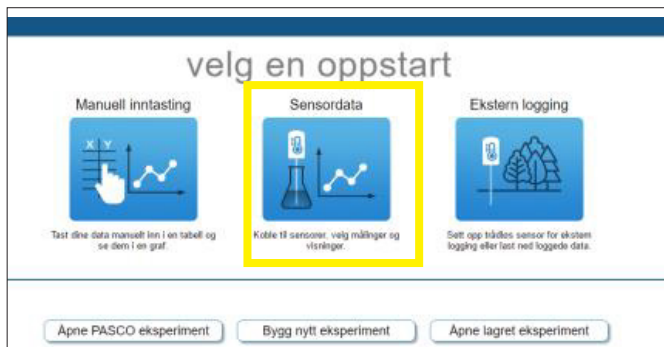 velg en oppstart
Manuell inntasting
Sensordata
Ekstern logging
X Y
Tast dine data manuelt inn i en tabell og
se dem i en graf.
Koble til sensorer, velg målinger og
visninger.
Sett opp trådløs sensor for ekstern
logging eller last ned loggede data.
Åpne PASCO eksperiment
Bygg nytt eksperiment
Åpne lagret eksperiment